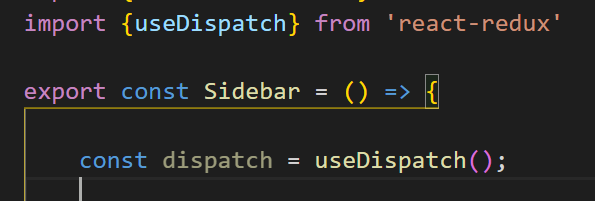 import {useDispatch} from 'react-redux'
export const Sidebar = () => {
const dispatch = useDispatch();